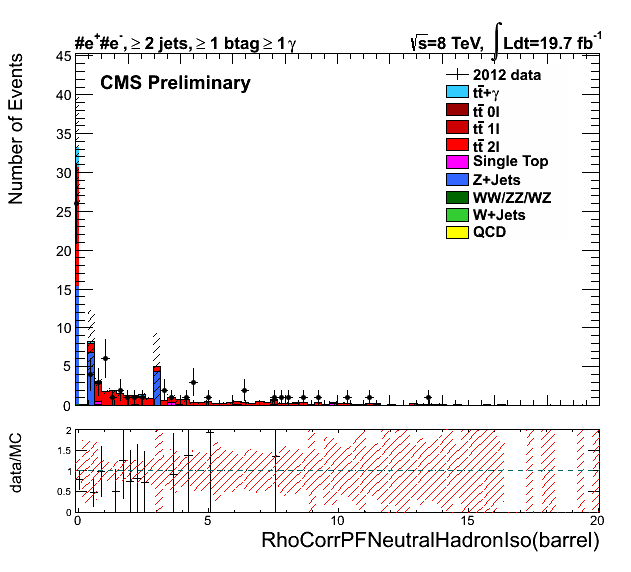 #e⁺#e⁻, ≥ 2 jets, ≥ 1 btag ≥ 1γ
√s=8 TeV, ∫ Ldt=19.7 fb⁻¹
CMS Preliminary
2012 data
tt̄+γ
tt̄ 0l
tt̄ 1l
tt̄ 2l
Single Top
Z+Jets
WW/ZZ/WZ
W+Jets
QCD
Number of Events
45
40
35
30
25
20
15
10
5
0
data/MC
2
1.5
1
0.5
0
0 5 10 15 20
RhoCorrPFNeutralHadronIso(barrel)